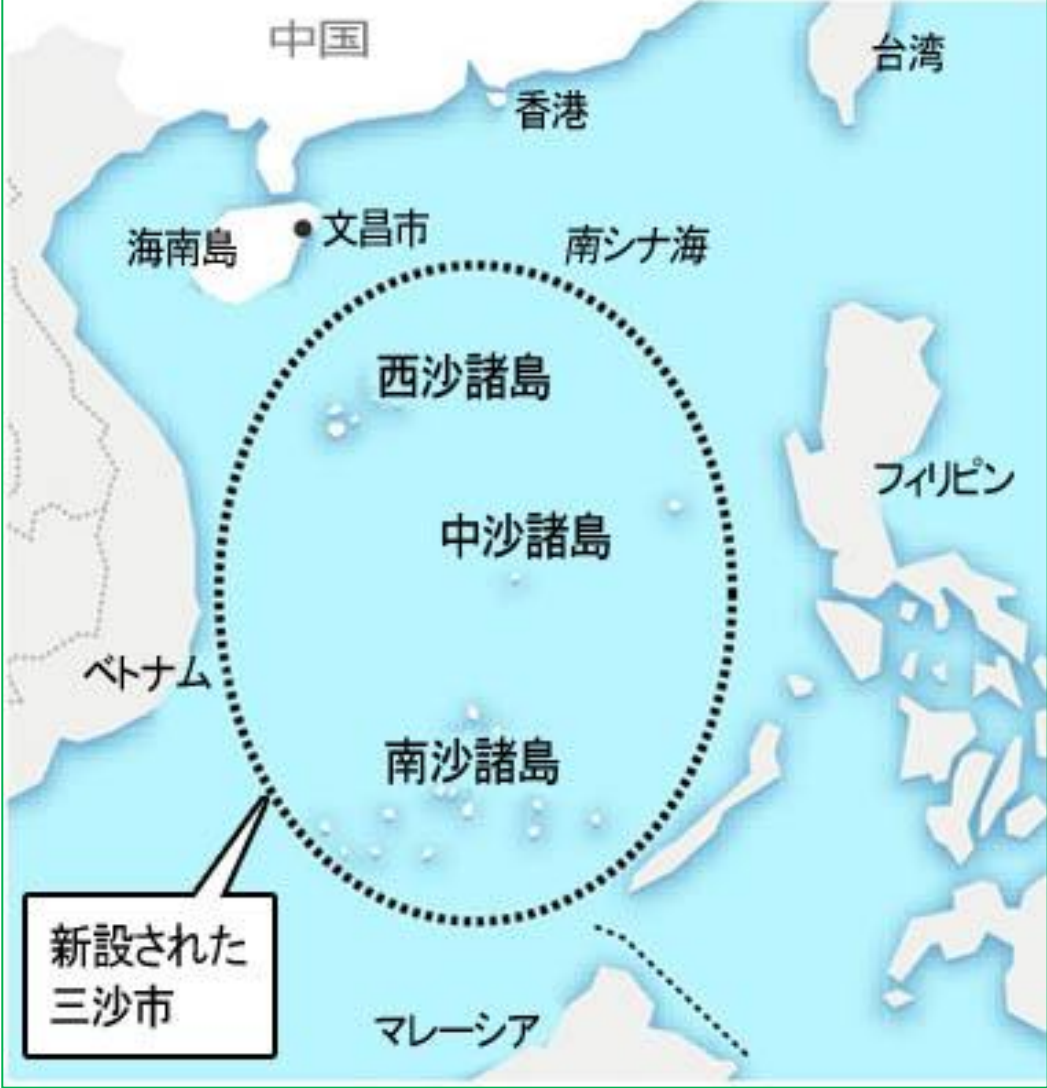 中国
台湾
香港
海南島
文昌市
南シナ海
西沙諸島
フィリピン
中沙諸島
ベトナム
南沙諸島
新設された
三沙市
マレーシア